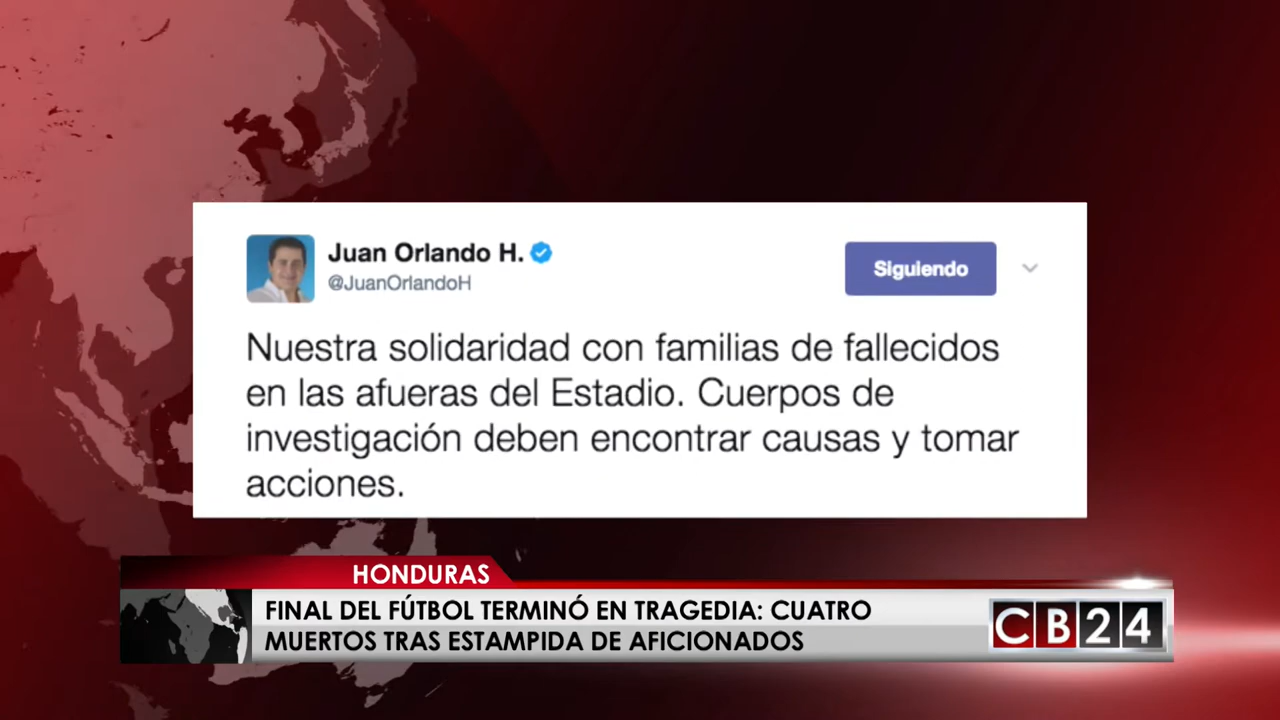 Juan Orlando H.
@JuanOrlandoH
Siguiendo
Nuestra solidaridad con familias de fallecidos
en las afueras del Estadio. Cuerpos de
investigación deben encontrar causas y tomar
acciones.
HONDURAS
FINAL DEL FÚTBOL TERMINÓ EN TRAGEDIA: CUATRO
MUERTOS TRAS ESTAMPIDA DE AFICIONADOS
CB24